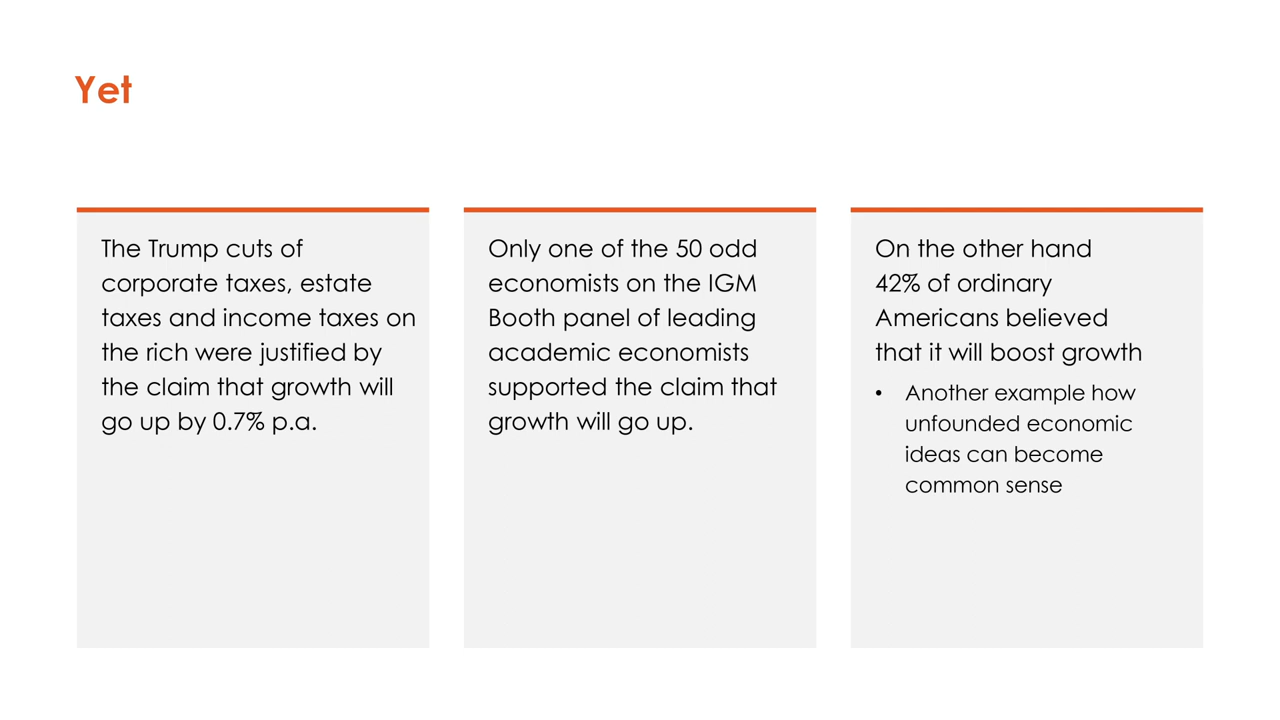 Yet
The Trump cuts of
corporate taxes, estate
taxes and income taxes on
the rich were justified by
the claim that growth will
go up by 0.7% p.a.
Only one of the 50 odd
economists on the IGM
Booth panel of leading
academic economists
supported the claim that
growth will go up.
On the other hand
42% of ordinary
Americans believed
that it will boost growth
• Another example how
unfounded economic
ideas can become
common sense